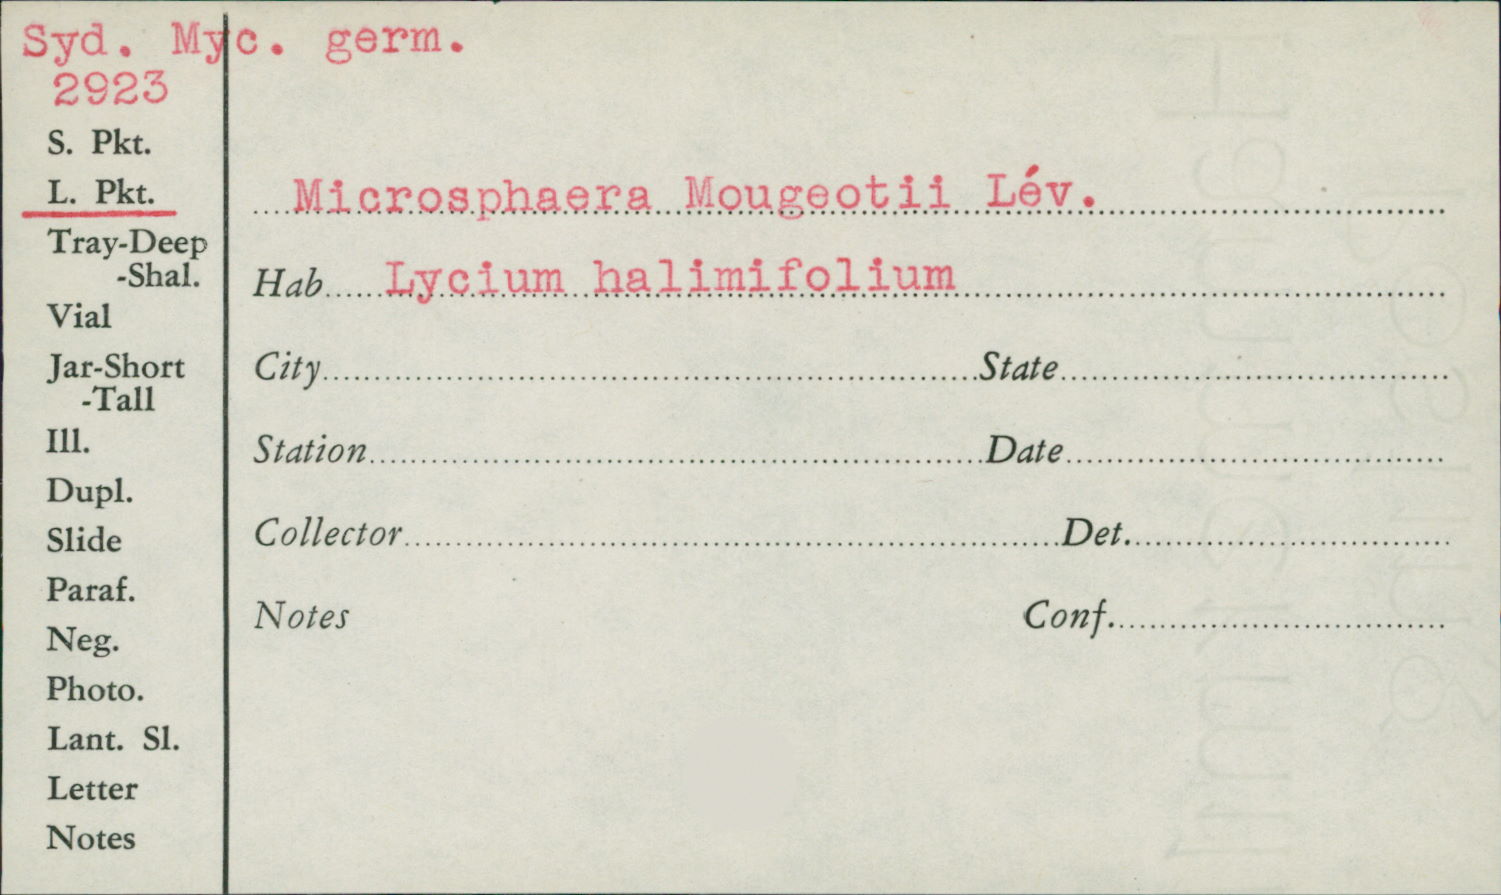 Syd. Myc. germ.
2923
S. Pkt.
L. Pkt.
Tray-Deep
-Shal.
Vial
Jar-Short
-Tall
Ill.
Dupl.
Slide
Paraf.
Neg.
Photo.
Lant. Sl.
Letter
Notes
Microsphaera Mougeotii Lév.
Hab. Lycium halimifolium
City State
Station Date
Collector Det.
Notes Conf.